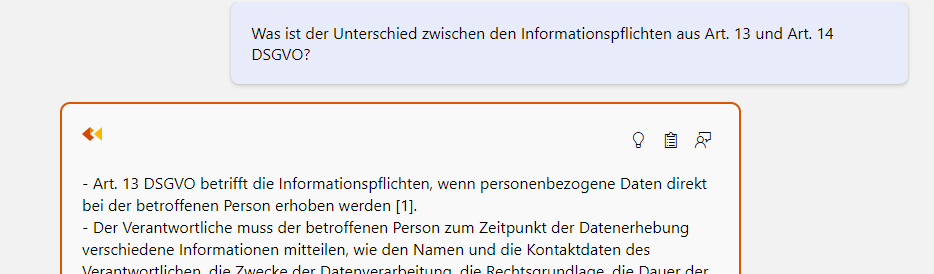 Was ist der Unterschied zwischen den Informationspflichten aus Art. 13 und Art. 14
DSGVO?
- Art. 13 DSGVO betrifft die Informationspflichten, wenn personenbezogene Daten direkt
bei der betroffenen Person erhoben werden [1].
- Der Verantwortliche muss der betroffenen Person zum Zeitpunkt der Datenerhebung
verschiedene Informationen mitteilen, wie den Namen und die Kontaktdaten des
Verantwortlichen, die Zwecke der Datenverarbeitung, die Rechtsgrundlage, die Dauer der